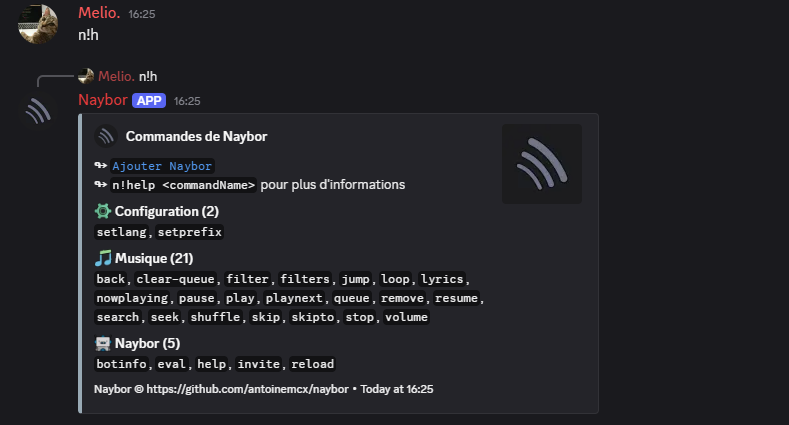 Melio. 16:25
n!h
Melio. n!h
Naybor APP 16:25
Commandes de Naybor
↬ Ajouter Naybor
↬ n!help <commandName> pour plus d'informations
Configuration (2)
setlang, setprefix
Musique (21)
back, clear-queue, filter, filters, jump, loop, lyrics,
nowplaying, pause, play, playnext, queue, remove, resume,
search, seek, shuffle, skip, skipto, stop, volume
Naybor (5)
botinfo, eval, help, invite, reload
Naybor © https://github.com/antoinemcx/naybor • Today at 16:25